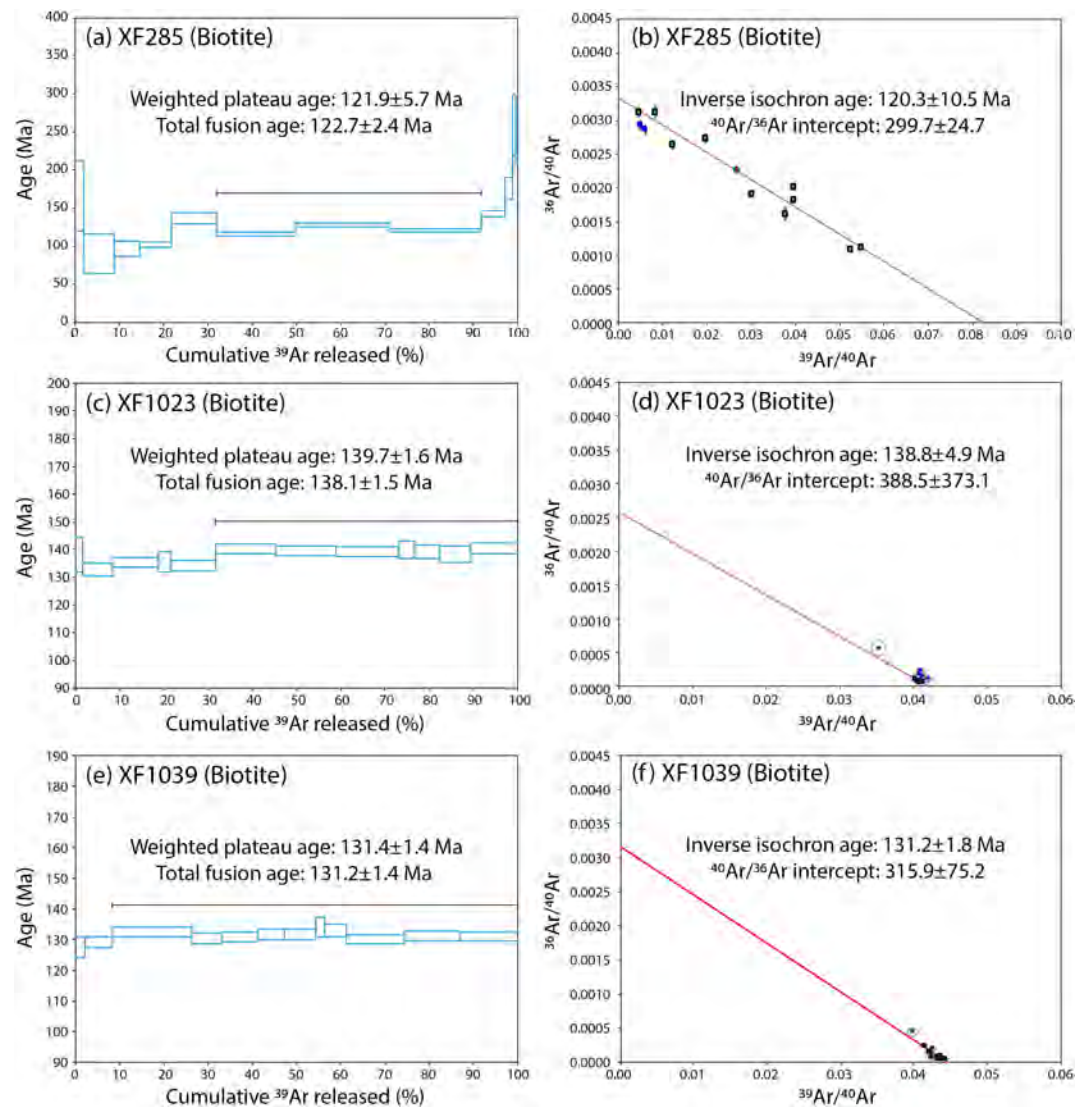 (a) XF285 (Biotite)
Weighted plateau age: 121.9±5.7 Ma
Total fusion age: 122.7±2.4 Ma
Age (Ma)
400
350
300
250
200
150
100
50
0
0 10 20 30 40 50 60 70 80 90 100
Cumulative ³⁹Ar released (%)
(b) XF285 (Biotite)
Inverse isochron age: 120.3±10.5 Ma
⁴⁰Ar/³⁶Ar intercept: 299.7±24.7
³⁶Ar/⁴⁰Ar
0.0045
0.0040
0.0035
0.0030
0.0025
0.0020
0.0015
0.0010
0.0005
0.0000
0.00 0.01 0.02 0.03 0.04 0.05 0.06 0.07 0.08 0.09 0.10
³⁹Ar/⁴⁰Ar
(c) XF1023 (Biotite)
Weighted plateau age: 139.7±1.6 Ma
Total fusion age: 138.1±1.5 Ma
Age (Ma)
200
190
180
170
160
150
140
130
120
110
100
90
0 10 20 30 40 50 60 70 80 90 100
Cumulative ³⁹Ar released (%)
(d) XF1023 (Biotite)
Inverse isochron age: 138.8±4.9 Ma
⁴⁰Ar/³⁶Ar intercept: 388.5±373.1
³⁶Ar/⁴⁰Ar
0.0045
0.0040
0.0035
0.0030
0.0025
0.0020
0.0015
0.0010
0.0005
0.0000
0.00 0.01 0.02 0.03 0.04 0.05 0.06
³⁹Ar/⁴⁰Ar
(e) XF1039 (Biotite)
Weighted plateau age: 131.4±1.4 Ma
Total fusion age: 131.2±1.4 Ma
Age (Ma)
190
180
170
160
150
140
130
120
110
100
90
0 10 20 30 40 50 60 70 80 90 100
Cumulative ³⁹Ar released (%)
(f) XF1039 (Biotite)
Inverse isochron age: 131.2±1.8 Ma
⁴⁰Ar/³⁶Ar intercept: 315.9±75.2
³⁶Ar/⁴⁰Ar
0.0045
0.0040
0.0035
0.0030
0.0025
0.0020
0.0015
0.0010
0.0005
0.0000
0.00 0.01 0.02 0.03 0.04 0.05 0.06
³⁹Ar/⁴⁰Ar